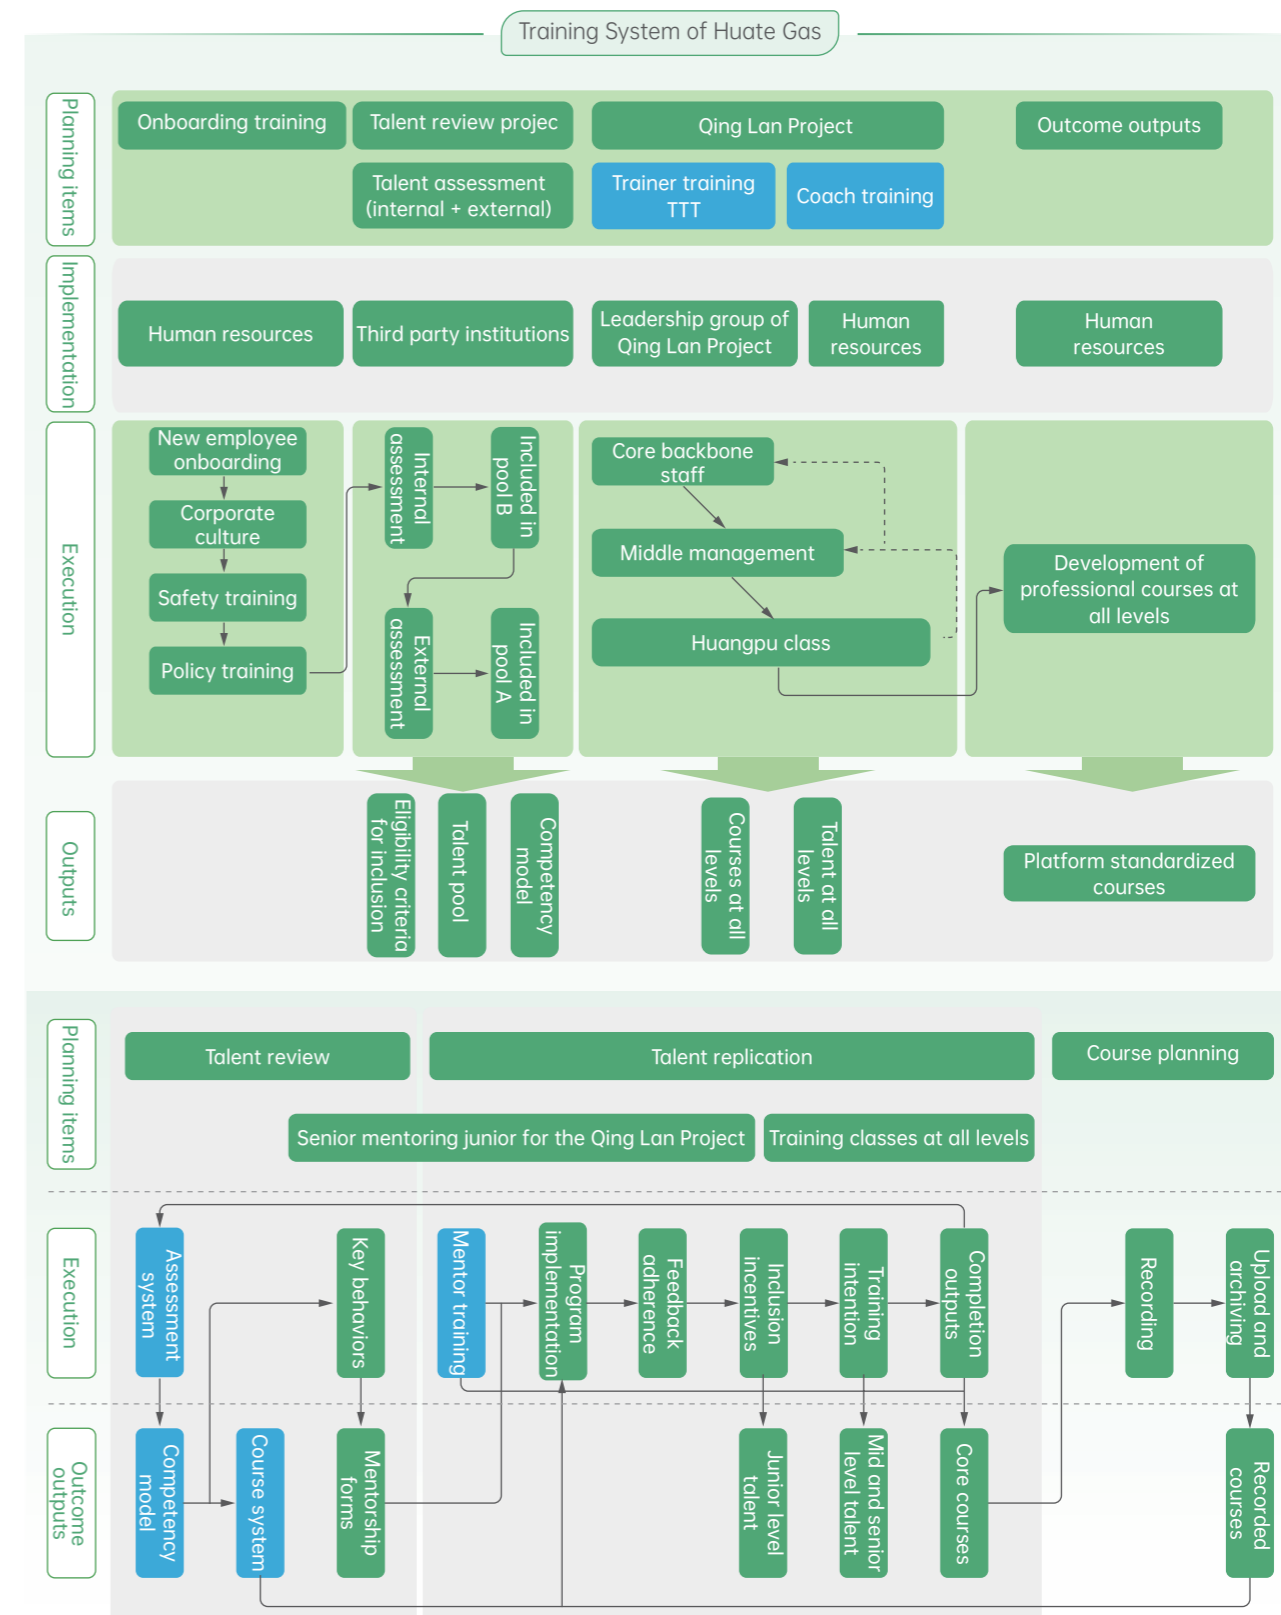 Training System of Huate Gas
Planning items
Onboarding training
Talent review projec
Qing Lan Project
Outcome outputs
Talent assessment
(internal + external)
Trainer training
TTT
Coach training
Implementation
Human resources
Third party institutions
Leadership group of
Qing Lan Project
Human
resources
Human
resources
Execution
New employee
onboarding
Corporate
culture
Safety training
Policy training
Internal
assessment
Included in
pool B
External
assessment
Included in
pool A
Core backbone
staff
Middle management
Huangpu class
Development of
professional courses at
all levels
Outputs
Eligibility criteria
for inclusion
Talent pool
Competency
model
Courses at all
levels
Talent at all
levels
Platform standardized
courses
Planning items
Talent review
Talent replication
Course planning
Senior mentoring junior for the Qing Lan Project
Training classes at all levels
Execution
Assessment
system
Key behaviors
Mentor training
Program
implementation
Feedback
adherence
Inclusion
incentives
Training
intention
Completion
outputs
Recording
Upload and
archiving
Outcome
outputs
Competency
model
Course system
Mentorship
forms
Junior level
talent
Mid and senior
level talent
Core courses
Recorded
courses